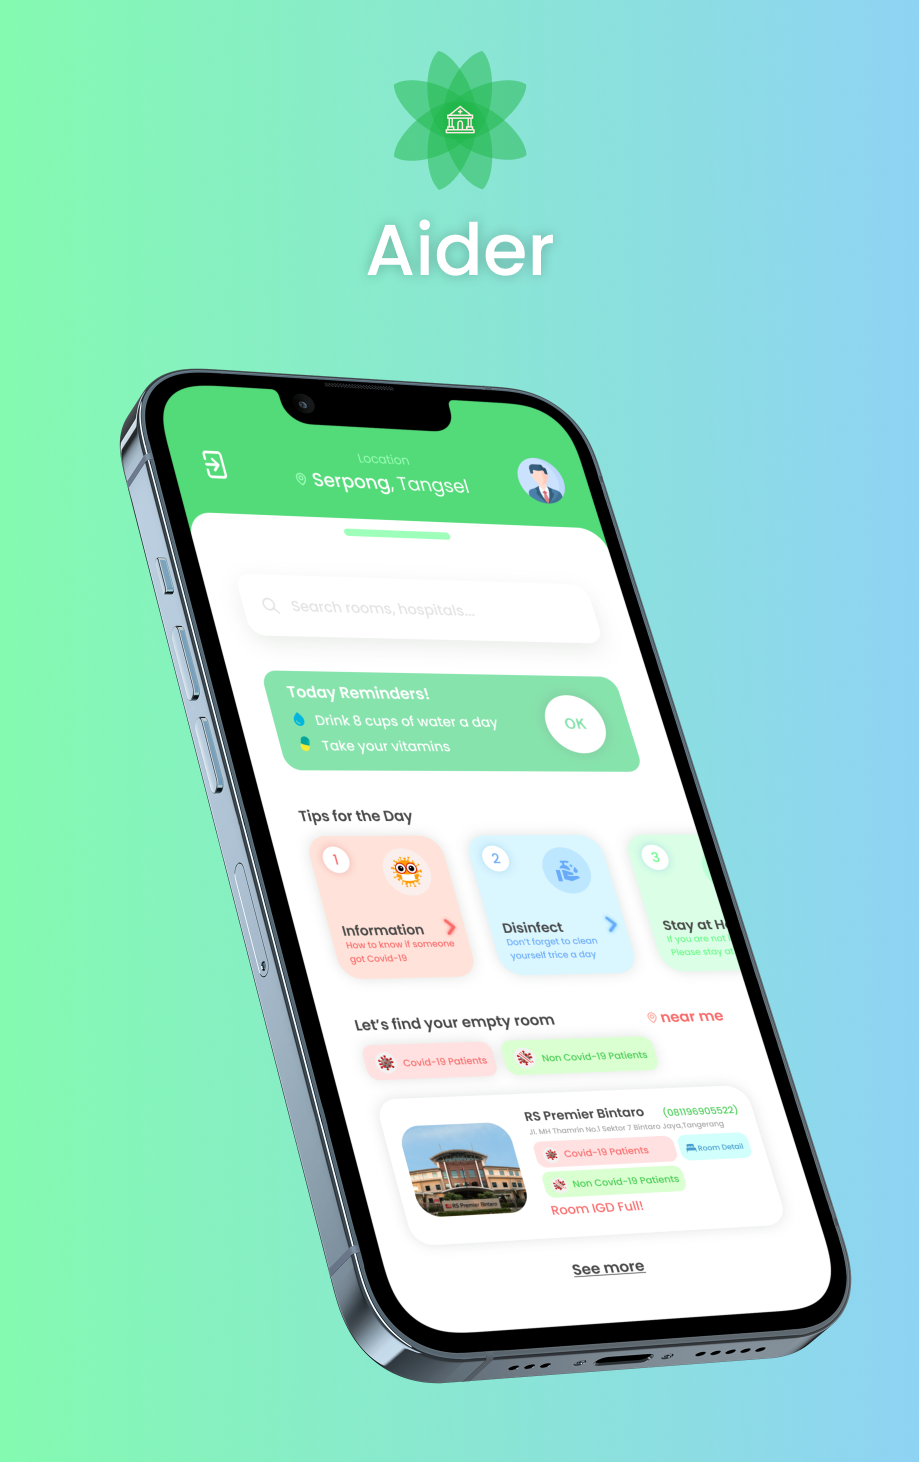 Aider
Location
Serpong, Tangsel
Search rooms, hospitals...
Today Reminders!
Drink 8 cups of water a day
Take your vitamins
OK
Tips for the Day
1
Information
How to know if someone
got Covid-19
2
Disinfect
Don't forget to clean
yourself trice a day
3
Stay at H
If you are not
Please stay
Let's find your empty room
near me
Covid-19 Patients
Non Covid-19 Patients
RS Premier Bintaro
(081196905522)
Jl. MH Thamrin No.1 Sektor 7 Bintaro Jaya,Tangerang
Covid-19 Patients
Room Detail
Non Covid-19 Patients
Room IGD Full!
RS Premier Bintaro
See more